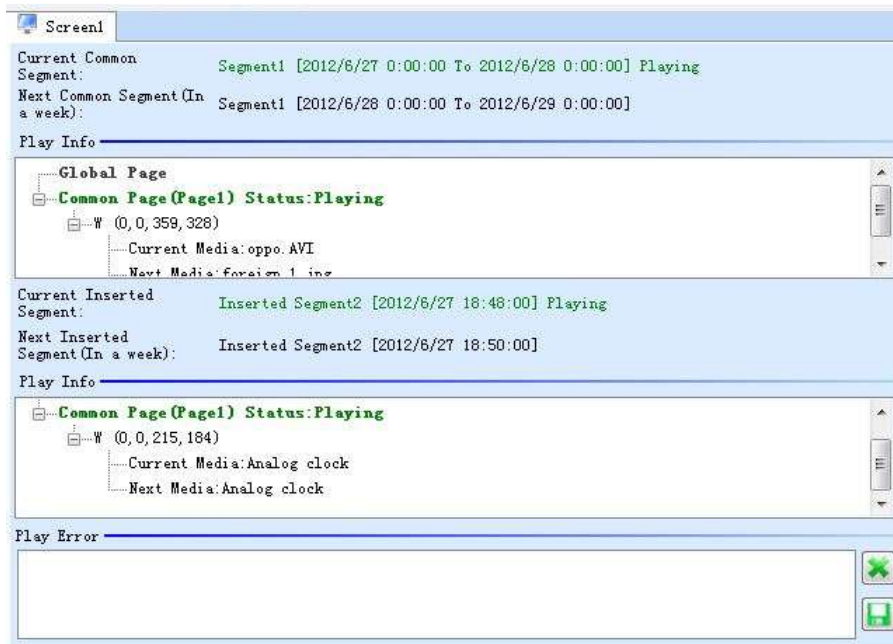 Screen1
Current Common
Segment:
Segment1 [2012/6/27 0:00:00 To 2012/6/28 0:00:00] Playing
Next Common Segment(In
a week):
Segment1 [2012/6/28 0:00:00 To 2012/6/29 0:00:00]
Play Info
Global Page
Common Page(Page1) Status:Playing
W (0,0,359,328)
Current Media:oppo.AVI
Next Media:foreign 1
Current Inserted
Segment:
Inserted Segment2 [2012/6/27 18:48:00] Playing
Next Inserted
Segment(In a week):
Inserted Segment2 [2012/6/27 18:50:00]
Play Info
Common Page(Page1) Status:Playing
W (0,0,215,184)
Current Media:Analog clock
Next Media:Analog clock
Play Error